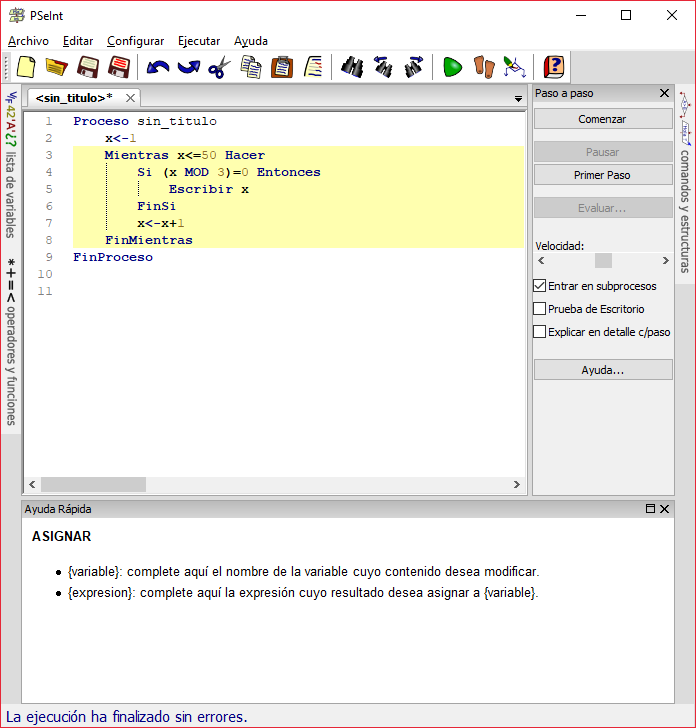 PSeInt
Archivo Editar Configurar Ejecutar Ayuda
<sin_titulo>*
1 Proceso sin_titulo
2 x<-1
3 Mientras x<=50 Hacer
4 Si (x MOD 3)=0 Entonces
5 Escribir x
6 FinSi
7 x<-x+1
8 FinMientras
9 FinProceso
10
11
lista de variables
*+=< operadores y funciones
Paso a paso
Comenzar
Pausar
Primer Paso
Evaluar...
Velocidad:
Entrar en subprocesos
Prueba de Escritorio
Explicar en detalle c/paso
Ayuda...
comandos y estructuras
Ayuda Rápida
ASIGNAR
• {variable}: complete aquí el nombre de la variable cuyo contenido desea modificar.
• {expresion}: complete aquí la expresión cuyo resultado desea asignar a {variable}.
La ejecución ha finalizado sin errores.